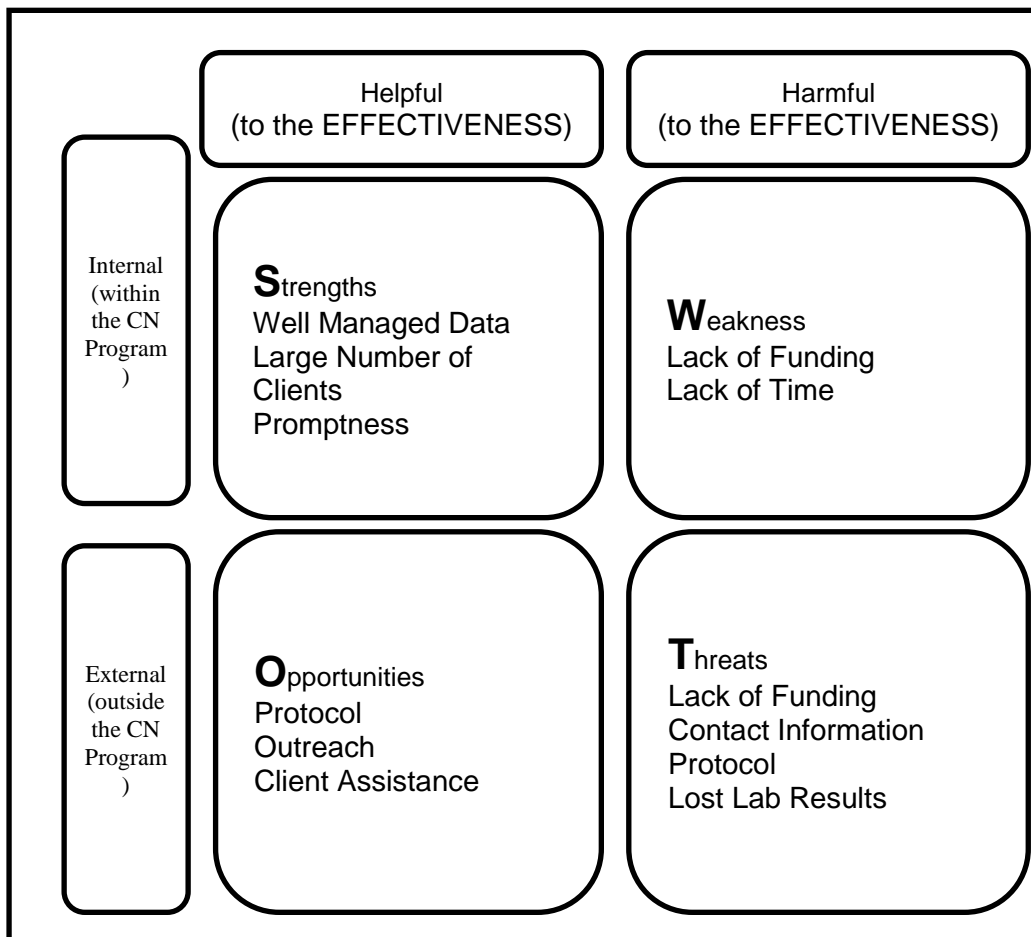 Helpful
(to the EFFECTIVENESS)
Harmful
(to the EFFECTIVENESS)
Internal
(within
the CN
Program
)
Strengths
Well Managed Data
Large Number of
Clients
Promptness
Weakness
Lack of Funding
Lack of Time
External
(outside
the CN
Program
)
Opportunities
Protocol
Outreach
Client Assistance
Threats
Lack of Funding
Contact Information
Protocol
Lost Lab Results